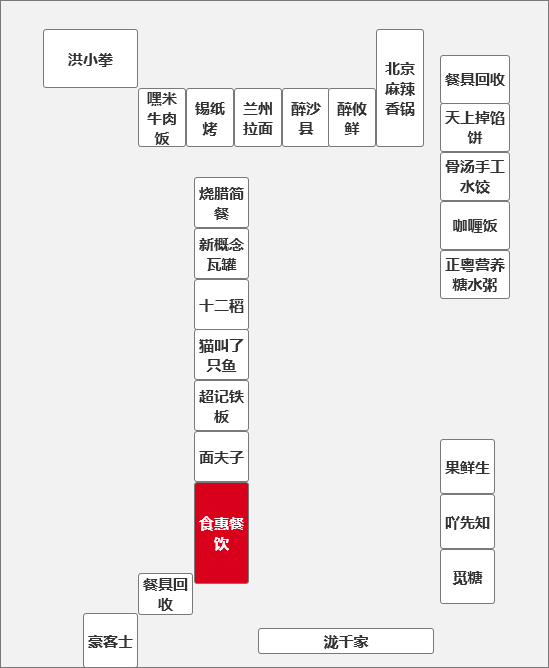 洪小拳
嘿米
牛肉
饭
锡纸
烤
兰州
拉面
醉沙
县
醉攸
鲜
北京
麻辣
香锅
餐具回收
天上掉馅
饼
骨汤手工
水饺
咖喱饭
正粤营养
糖水粥
烧腊简
餐
新概念
瓦罐
十二稻
猫叫了
只鱼
超记铁
板
面夫子
食惠餐
饮
餐具回
收
豪客士
果鲜生
吖先知
觅糖
泷千家